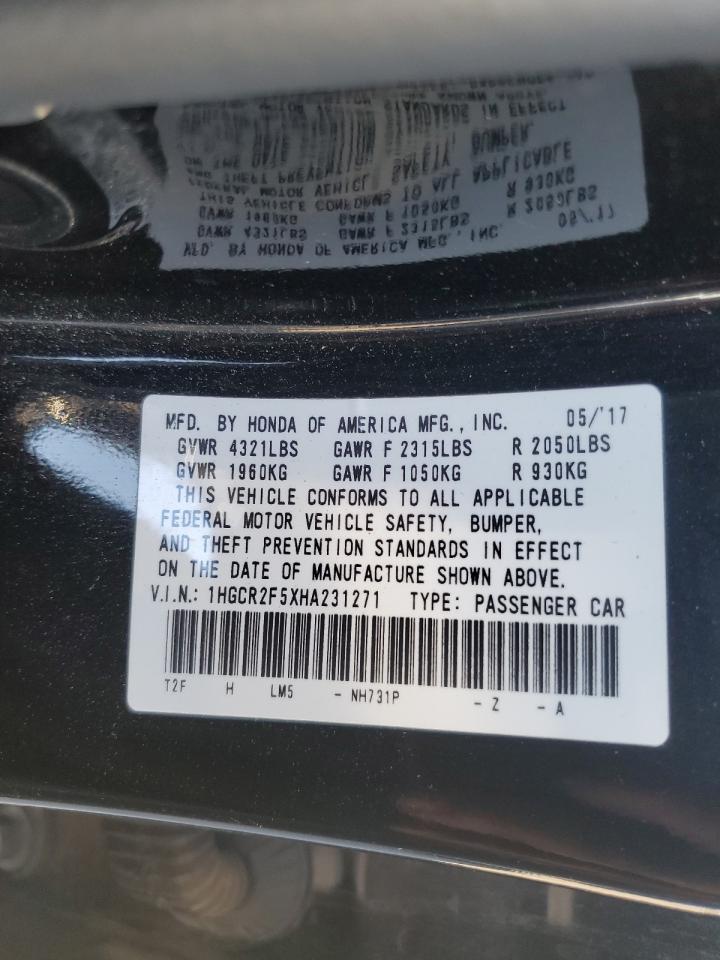 MFD. BY HONDA OF AMERICA MFG., INC. 05/'17
GVWR 4321LBS GAWR F 2315LBS R 2050LBS
GVWR 1960KG GAWR F 1050KG R 930KG
THIS VEHICLE CONFORMS TO ALL APPLICABLE
FEDERAL MOTOR VEHICLE SAFETY, BUMPER,
AND THEFT PREVENTION STANDARDS IN EFFECT
ON THE DATE OF MANUFACTURE SHOWN ABOVE.
V.I.N.: 1HGCR2F5XHA231271 TYPE: PASSENGER CAR
T2F H LM5 - NH731P - Z - A